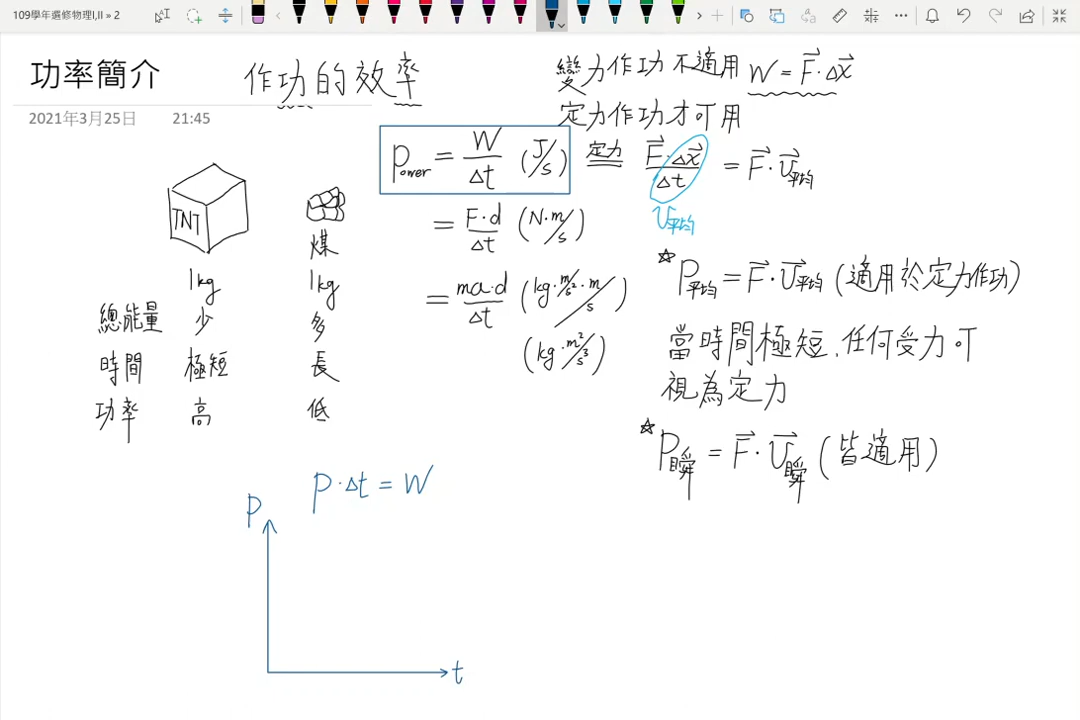 109學年選修物理I,II » 2
功率簡介
作功的效率
2021年3月25日 21:45
變力作功不適用 W = F⃗·Δx⃗
定力作功才可用
Power = W/Δt (J/s) 定力 = F⃗·Δx⃗/Δt = F⃗·v⃗平均
v平均
= F·d/Δt (N·m/s)
= ma·d/Δt (kg·m/s²·m/s)
(kg·m²/s³)
TNT 煤
1kg 1kg
總能量 少 多
時間 極短 長
功率 高 低
☆P平均 = F⃗·v⃗平均 (適用於定力作功)
當時間極短,任何受力可
視為定力
☆P瞬 = F⃗·v⃗瞬 (皆適用)
P·Δt = W
P
t